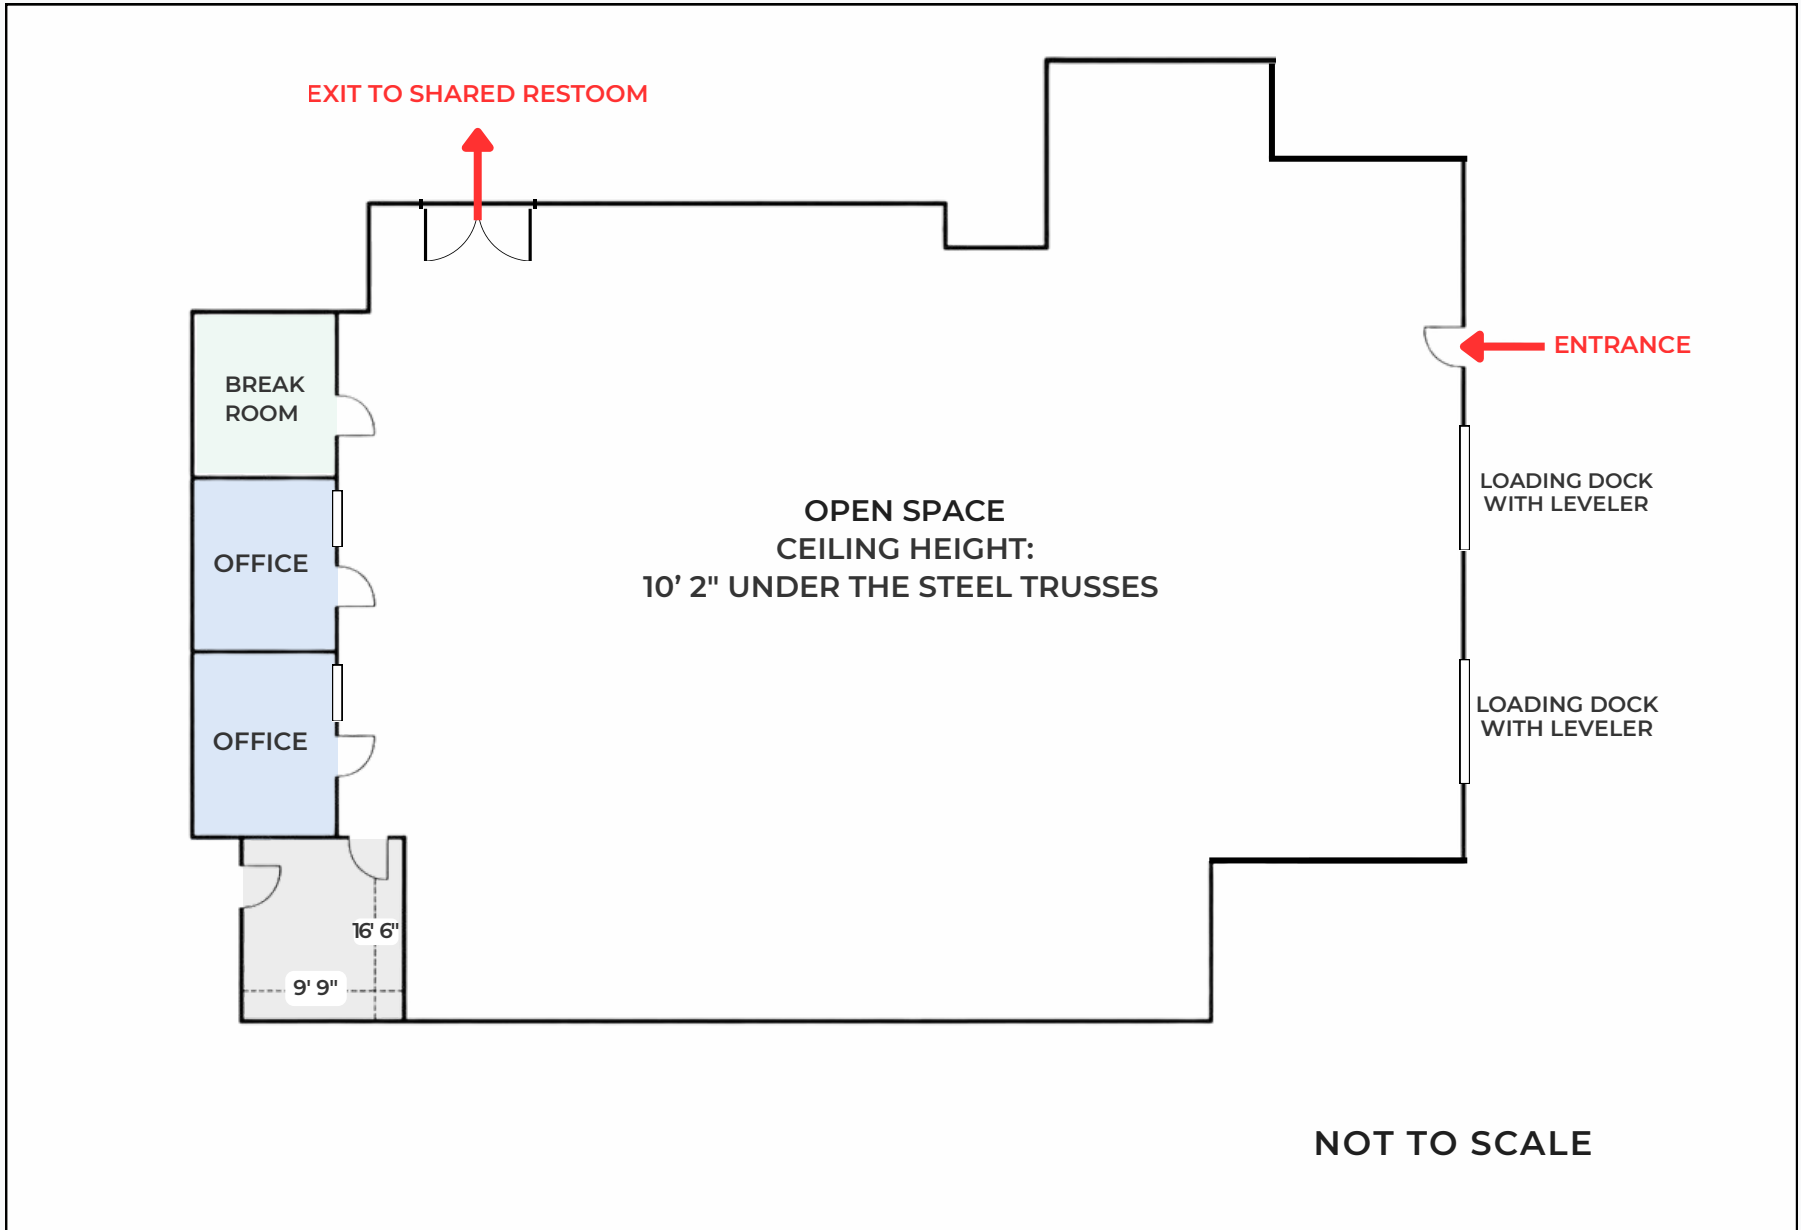 EXIT TO SHARED RESTOOM
ENTRANCE
BREAK
ROOM
LOADING DOCK
WITH LEVELER
OPEN SPACE
CEILING HEIGHT:
10’ 2" UNDER THE STEEL TRUSSES
OFFICE
LOADING DOCK
WITH LEVELER
OFFICE
16' 6"
9' 9"
NOT TO SCALE